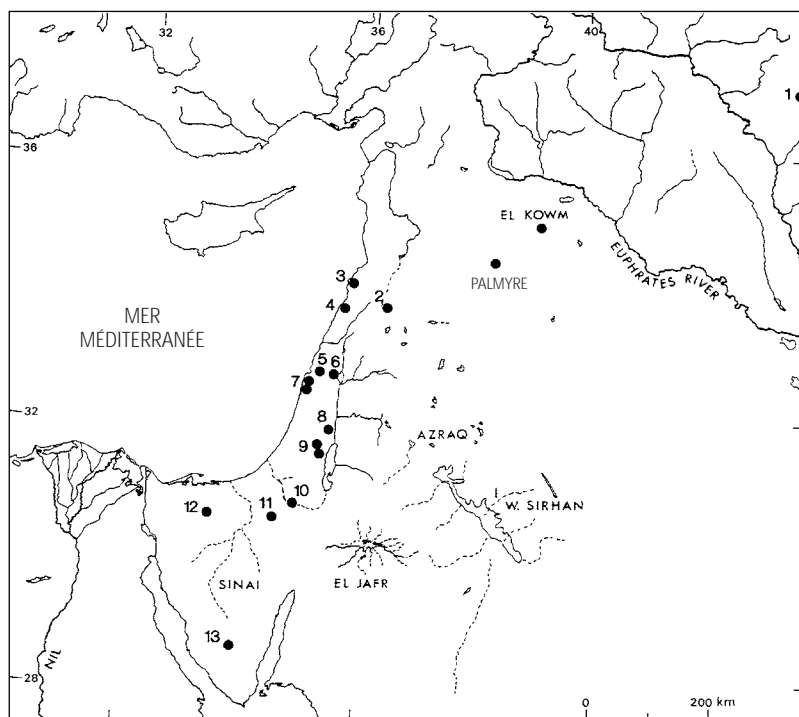 32
36
40
1
36
EL KOWM
PALMYRE
EUPHRATES RIVER
3
4
2
MER
MÉDITERRANÉE
5
6
7
32
8
9
AZRAQ
10
11
12
W. SIRHAN
SINAI
EL JAFR
13
NIL
28
0
200 km